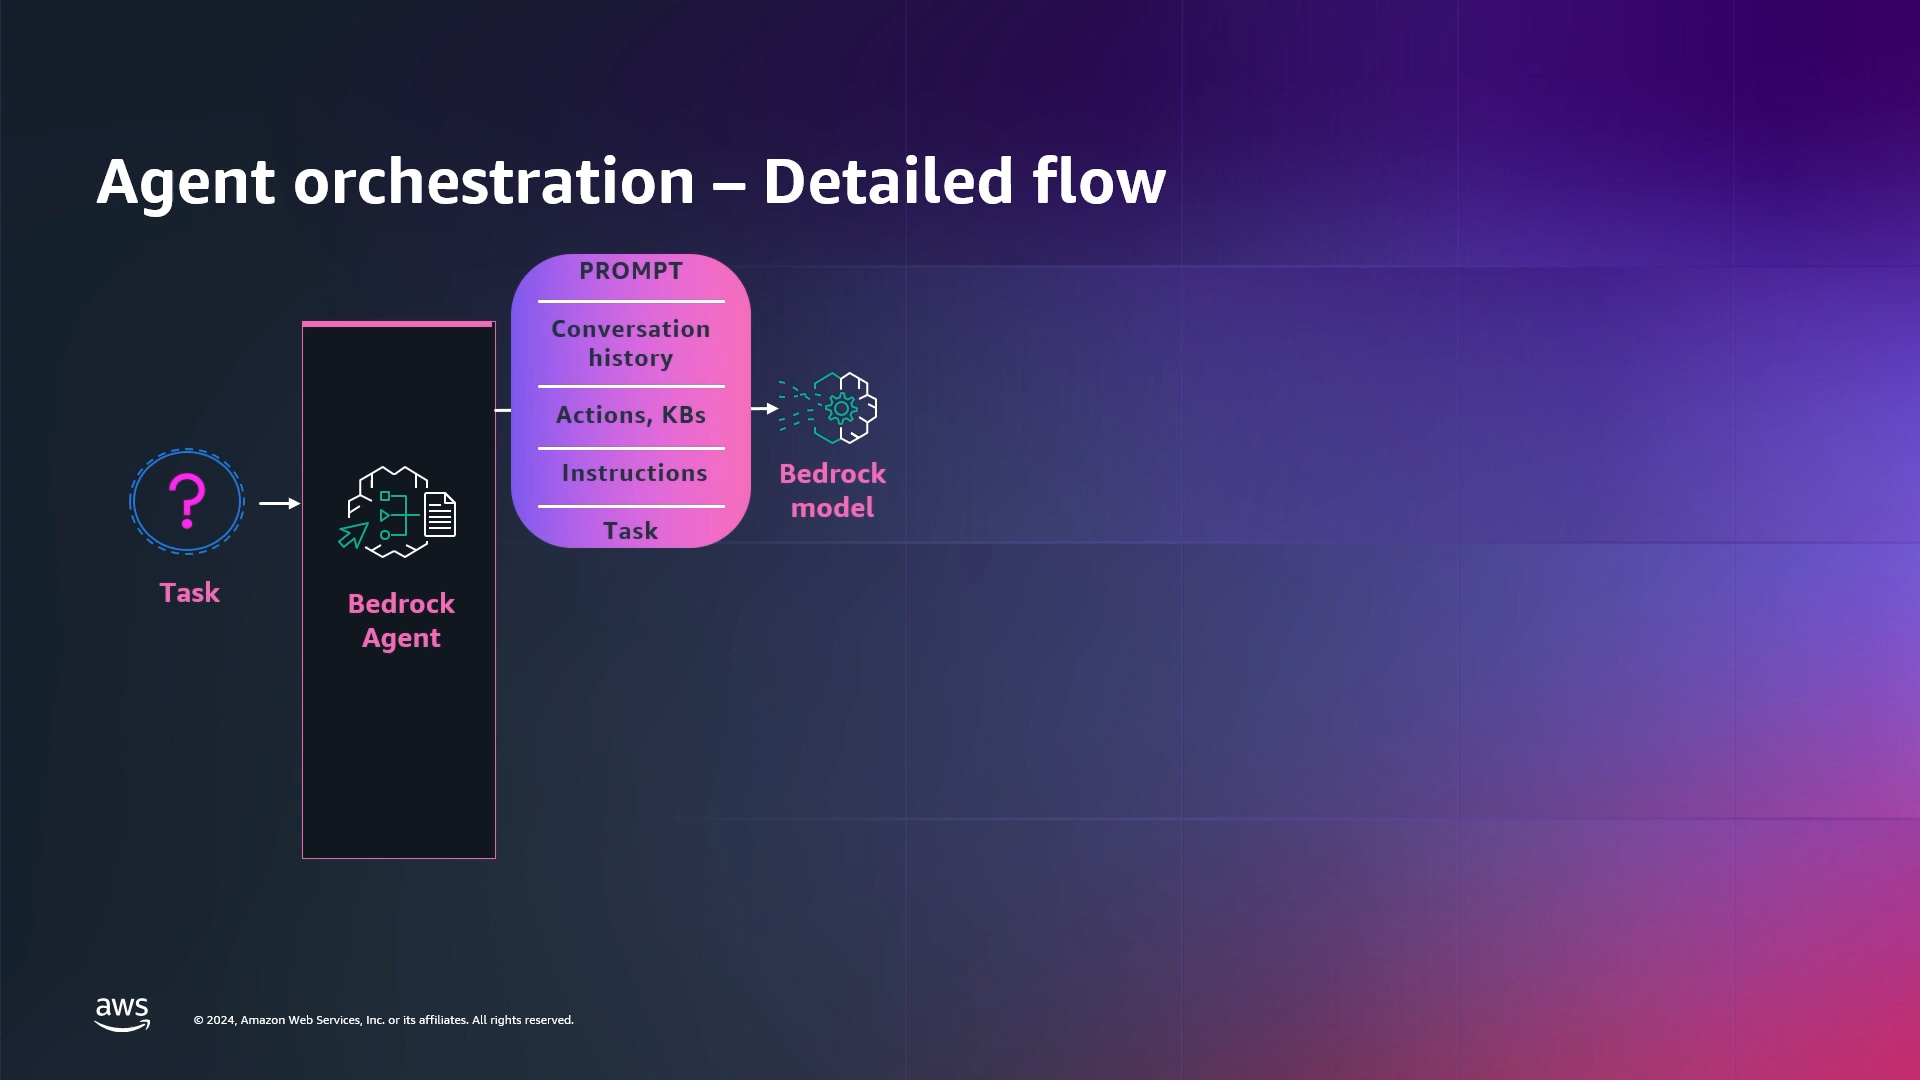 Agent orchestration – Detailed flow
PROMPT
Conversation
history
Actions, KBs
Instructions
Task
Task
Bedrock
Agent
Bedrock
model
aws
© 2024, Amazon Web Services, Inc. or its affiliates. All rights reserved.